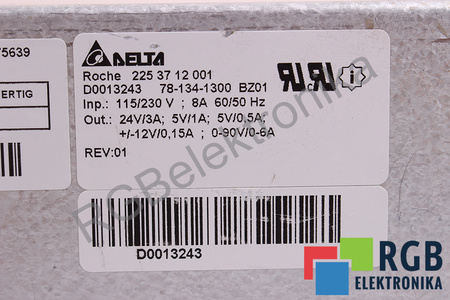 75639
ERTIG
DELTA
Roche 225 37 12 001
D0013243 78-134-1300 BZ01
Inp.: 115/230 V ; 8A 60/50 Hz
Out.: 24V/3A; 5V/1A; 5V/0,5A;
+/-12V/0,15A ; 0-90V/0-6A
REV:01
D0013243
RGBelektronika
RGB
ELEKTRONIKA